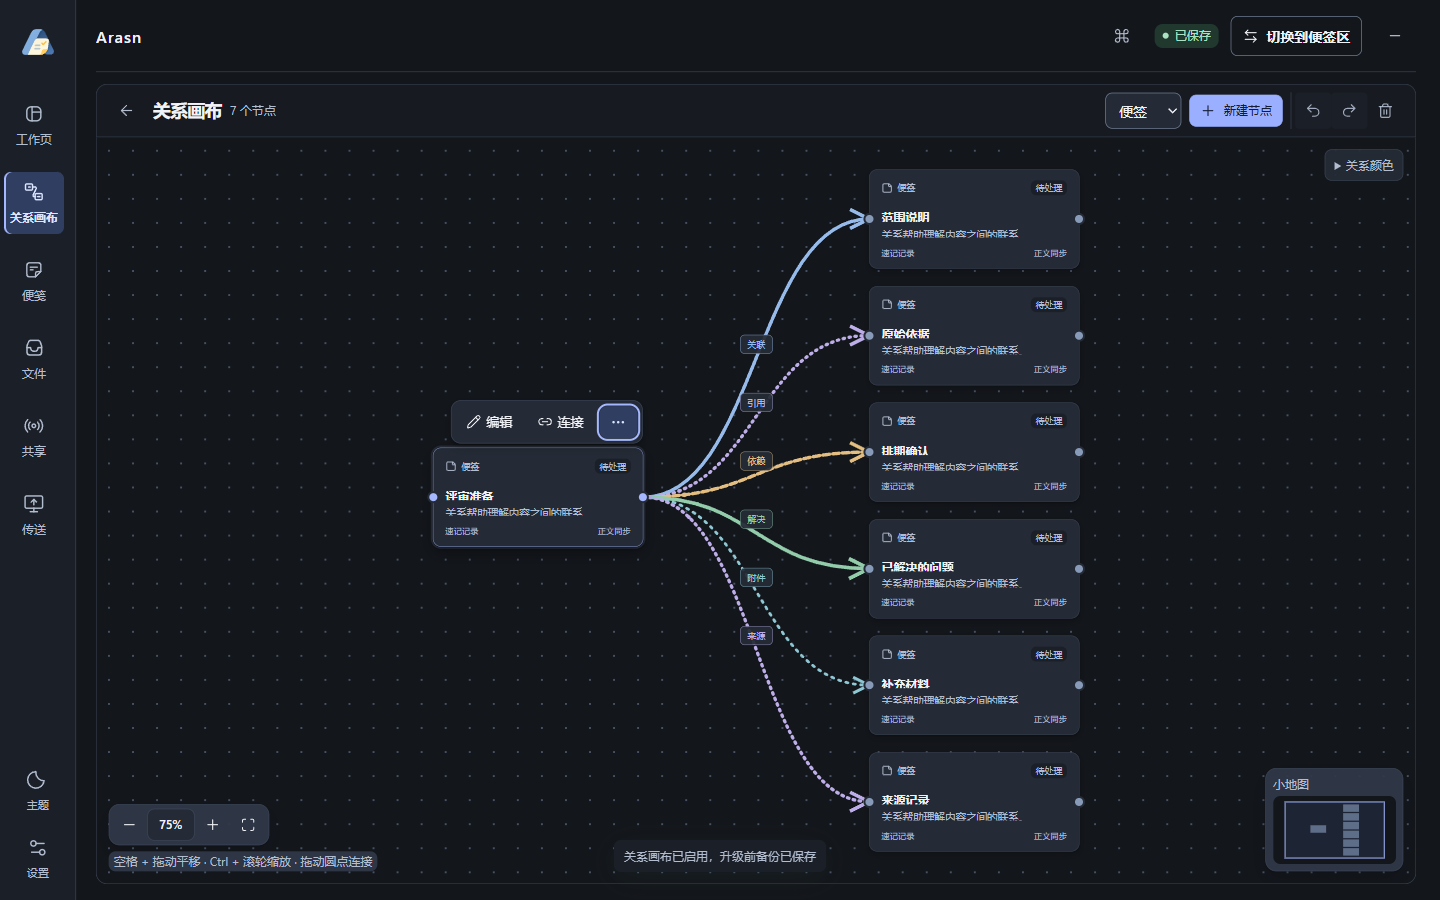 Arasn
已保存
切换到便签区
工作页
关系画布
便笺
文件
共享
传送
主题
设置
关系画布
7 个节点
便签
新建节点
关系颜色
编辑
连接
便签
待处理
评审准备
关系帮助理解内容之间的联系
速记记录
正文同步
关联
引用
依赖
解决
附件
来源
便签
待处理
范围说明
关系帮助理解内容之间的联系
速记记录
正文同步
便签
待处理
原始依据
关系帮助理解内容之间的联系
速记记录
正文同步
便签
待处理
排期确认
关系帮助理解内容之间的联系
速记记录
正文同步
便签
待处理
已解决的问题
关系帮助理解内容之间的联系
速记记录
正文同步
便签
待处理
补充材料
关系帮助理解内容之间的联系
速记记录
正文同步
便签
待处理
来源记录
关系帮助理解内容之间的联系
速记记录
正文同步
75%
空格 + 拖动平移 · Ctrl + 滚轮缩放 · 拖动圆点连接
关系画布已启用，升级前备份已保存
小地图